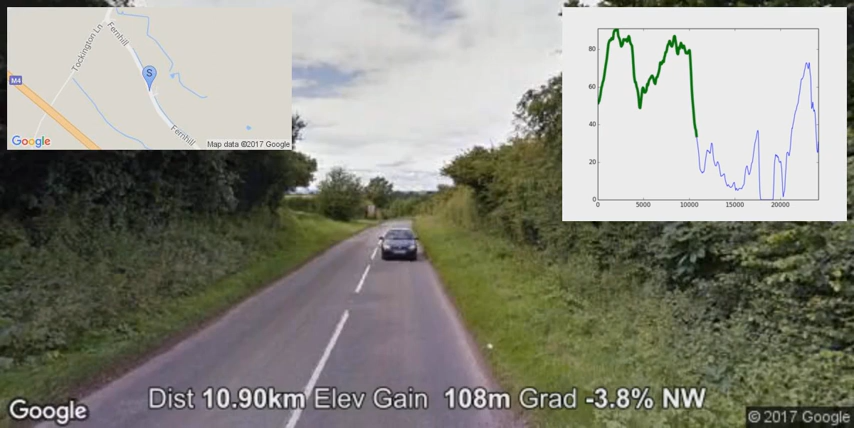 Tockington Ln
Fernhill
S
M4
Fernhill
Google
Map data ©2017 Google
80
60
40
20
0
0 5000 10000 15000 20000
Dist 10.90km Elev Gain 108m Grad -3.8% NW
Google
© 2017 Google